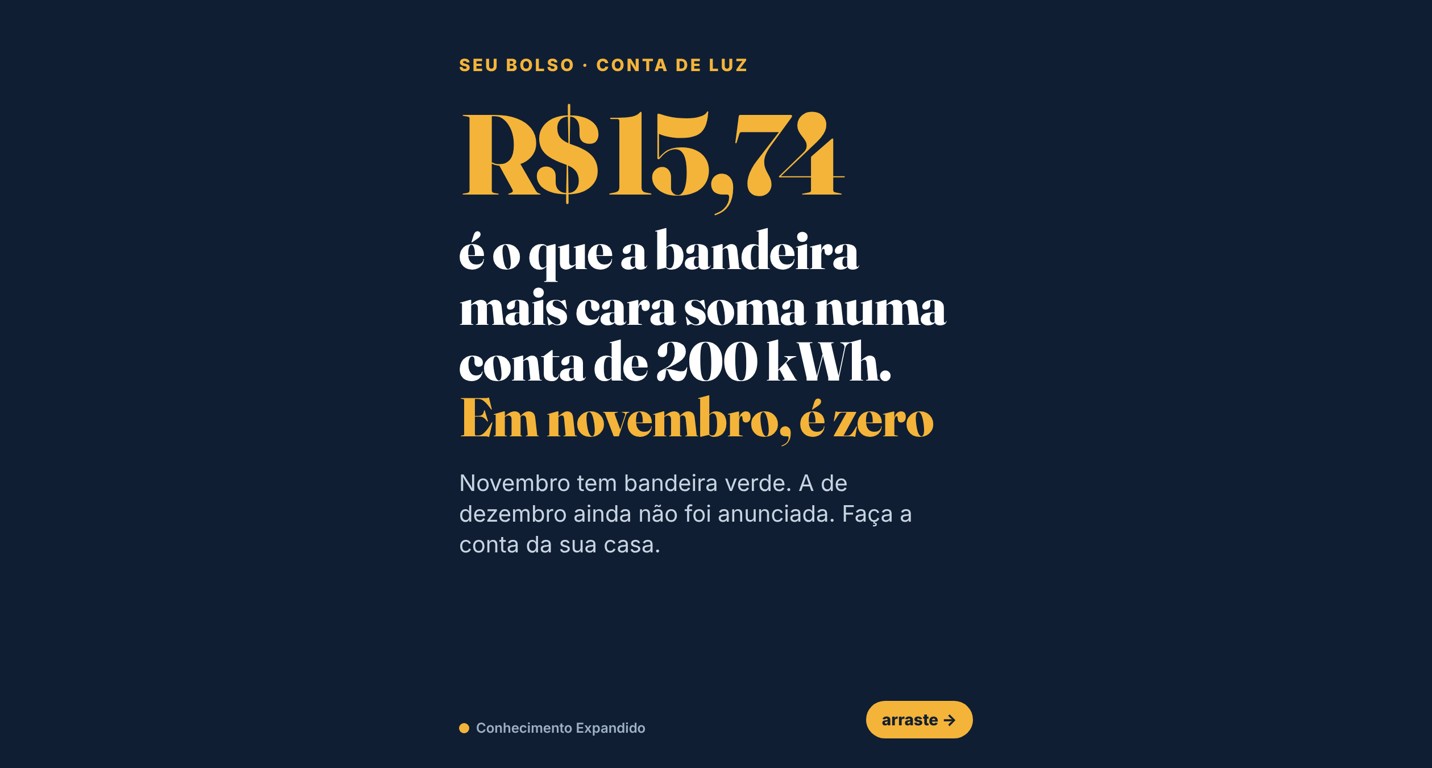 SEU BOLSO · CONTA DE LUZ
R$ 15,74
é o que a bandeira
mais cara soma numa
conta de 200 kWh.
Em novembro, é zero
Novembro tem bandeira verde. A de
dezembro ainda não foi anunciada. Faça a
conta da sua casa.
Conhecimento Expandido
arraste →